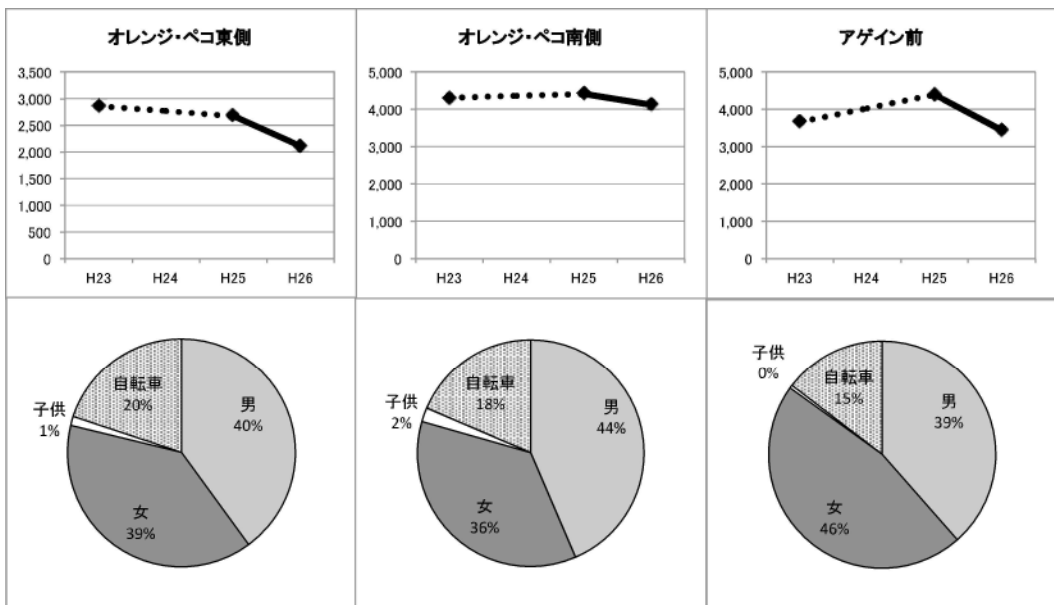 オレンジ・ペコ東側
3,500
3,000
2,500
2,000
1,500
1,000
500
0
H23 H24 H25 H26
オレンジ・ペコ南側
5,000
4,000
3,000
2,000
1,000
0
H23 H24 H25 H26
アゲイン前
5,000
4,000
3,000
2,000
1,000
0
H23 H24 H25 H26
自転車
20%
男
40%
子供
1%
女
39%
自転車
18%
男
44%
子供
2%
女
36%
子供
0%
自転車
15%
男
39%
女
46%